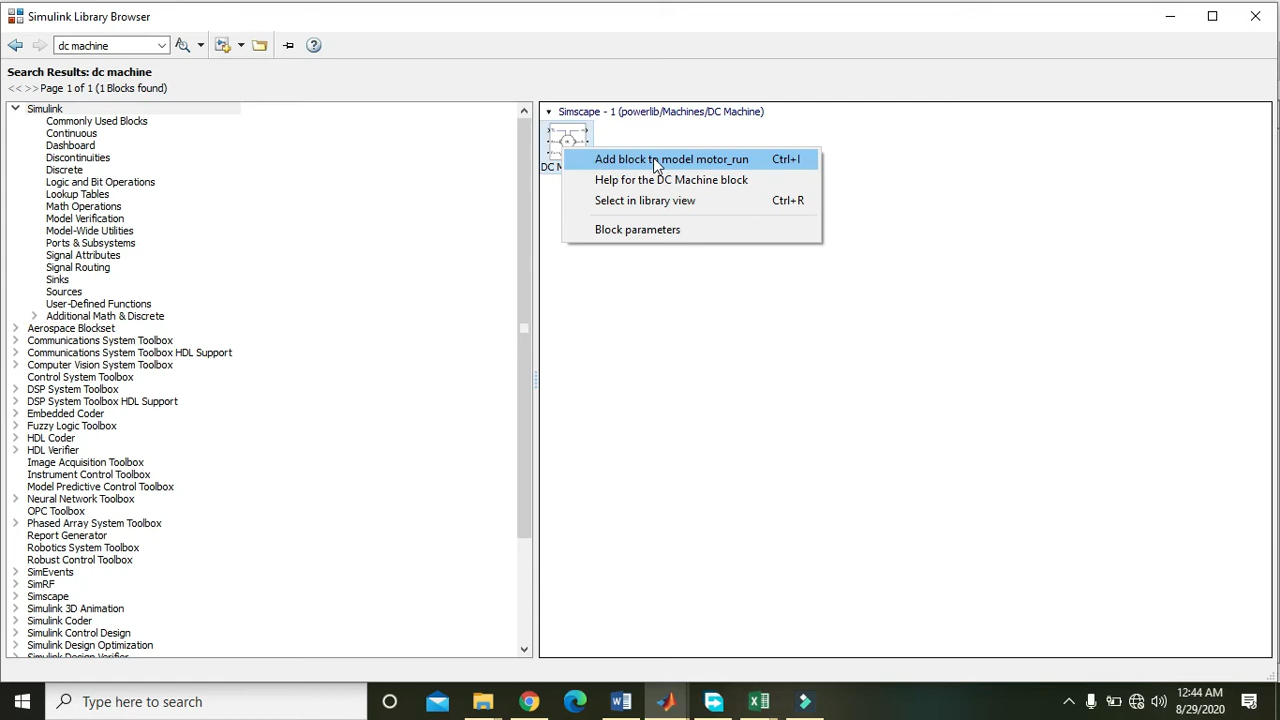 Simulink Library Browser
dc machine
Search Results: dc machine
<< >> Page 1 of 1 (1 Blocks found)
Simulink
Commonly Used Blocks
Continuous
Dashboard
Discontinuities
Discrete
Logic and Bit Operations
Lookup Tables
Math Operations
Model Verification
Model-Wide Utilities
Ports & Subsystems
Signal Attributes
Signal Routing
Sinks
Sources
User-Defined Functions
Additional Math & Discrete
Aerospace Blockset
Communications System Toolbox
Communications System Toolbox HDL Support
Computer Vision System Toolbox
Control System Toolbox
DSP System Toolbox
DSP System Toolbox HDL Support
Embedded Coder
Fuzzy Logic Toolbox
HDL Coder
HDL Verifier
Image Acquisition Toolbox
Instrument Control Toolbox
Model Predictive Control Toolbox
Neural Network Toolbox
OPC Toolbox
Phased Array System Toolbox
Report Generator
Robotics System Toolbox
Robust Control Toolbox
SimEvents
SimRF
Simscape
Simulink 3D Animation
Simulink Coder
Simulink Control Design
Simulink Design Optimization
Simulink Design Verifier
Simscape - 1 (powerlib/Machines/DC Machine)
DC M
Add block to model motor_run Ctrl+I
Help for the DC Machine block
Select in library view Ctrl+R
Block parameters
Type here to search
12:44 AM
8/29/2020